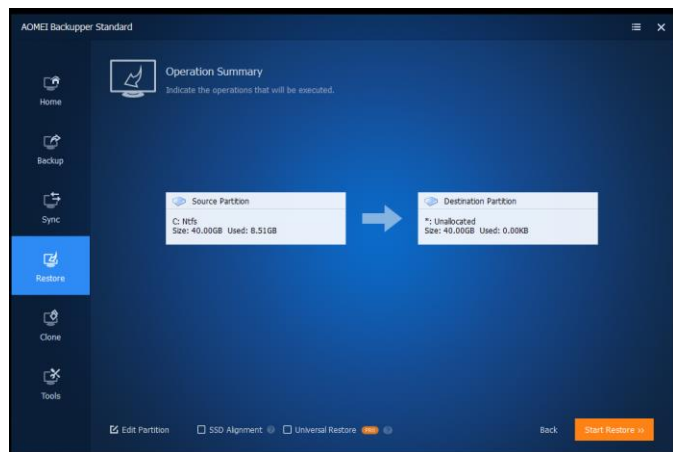 AOMEI Backupper Standard
Home
Backup
Sync
Restore
Clone
Tools
Operation Summary
Indicate the operations that will be executed.
Source Partition
C: Ntfs
Size: 40.00GB Used: 8.51GB
Destination Partition
*: Unallocated
Size: 40.00GB Used: 0.00KB
Edit Partition
SSD Alignment
Universal Restore PRO
Back
Start Restore »